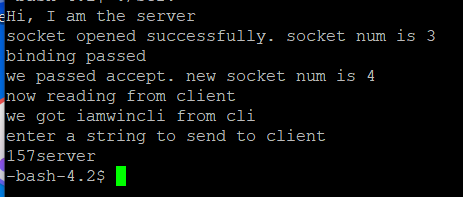 Hi, I am the server
socket opened successfully. socket num is 3
binding passed
we passed accept. new socket num is 4
now reading from client
we got iamwincli from cli
enter a string to send to client
157server
-bash-4.2$